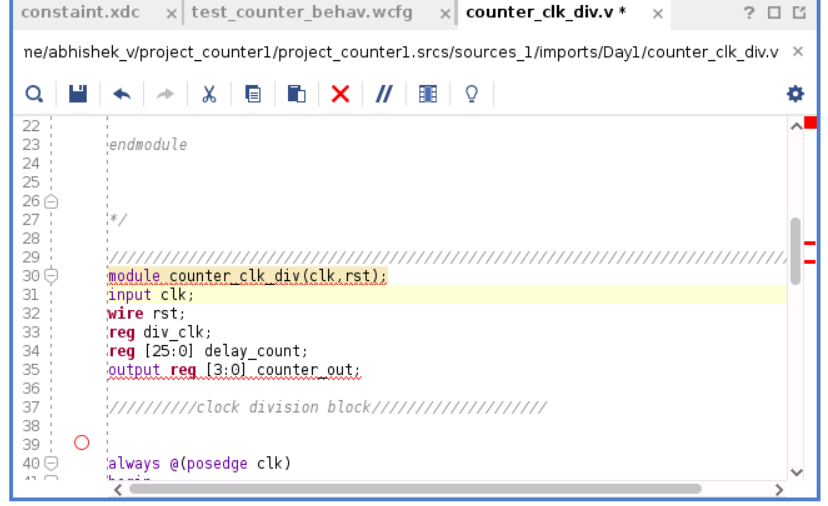 constaint.xdc × test_counter_behav.wcfg × counter_clk_div.v * × ?
ne/abhishek_v/project_counter1/project_counter1.srcs/sources_1/imports/Day1/counter_clk_div.v ×
22
23 endmodule
24
25
26
27 */
28
29 ////////////////////////////////////////////////////////////////////////////////
30 module counter_clk_div(clk,rst);
31 input clk;
32 wire rst;
33 reg div_clk;
34 reg [25:0] delay_count;
35 output reg [3:0] counter_out;
36
37 //////////clock division block////////////////////
38
39
40 always @(posedge clk)